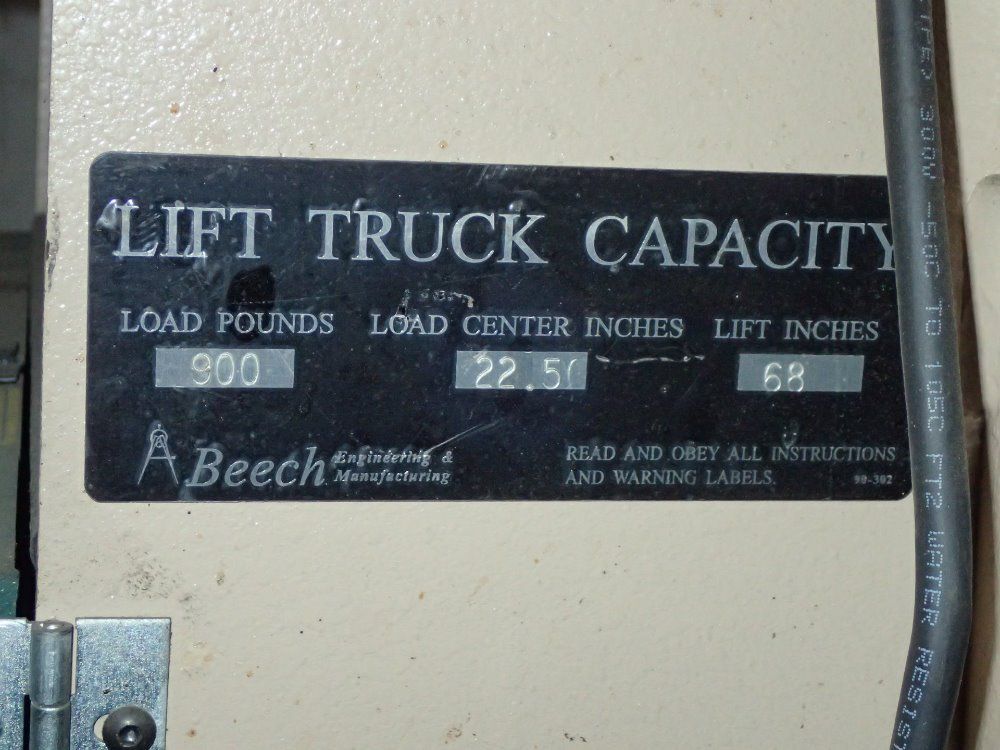 LIFT TRUCK CAPACITY
LOAD POUNDS LOAD CENTER INCHES LIFT INCHES
900 22.50 68
Beech Engineering &
Manufacturing
READ AND OBEY ALL INSTRUCTIONS
AND WARNING LABELS. 90-302
300V -50C TO 105C FT2 WATER RESIS